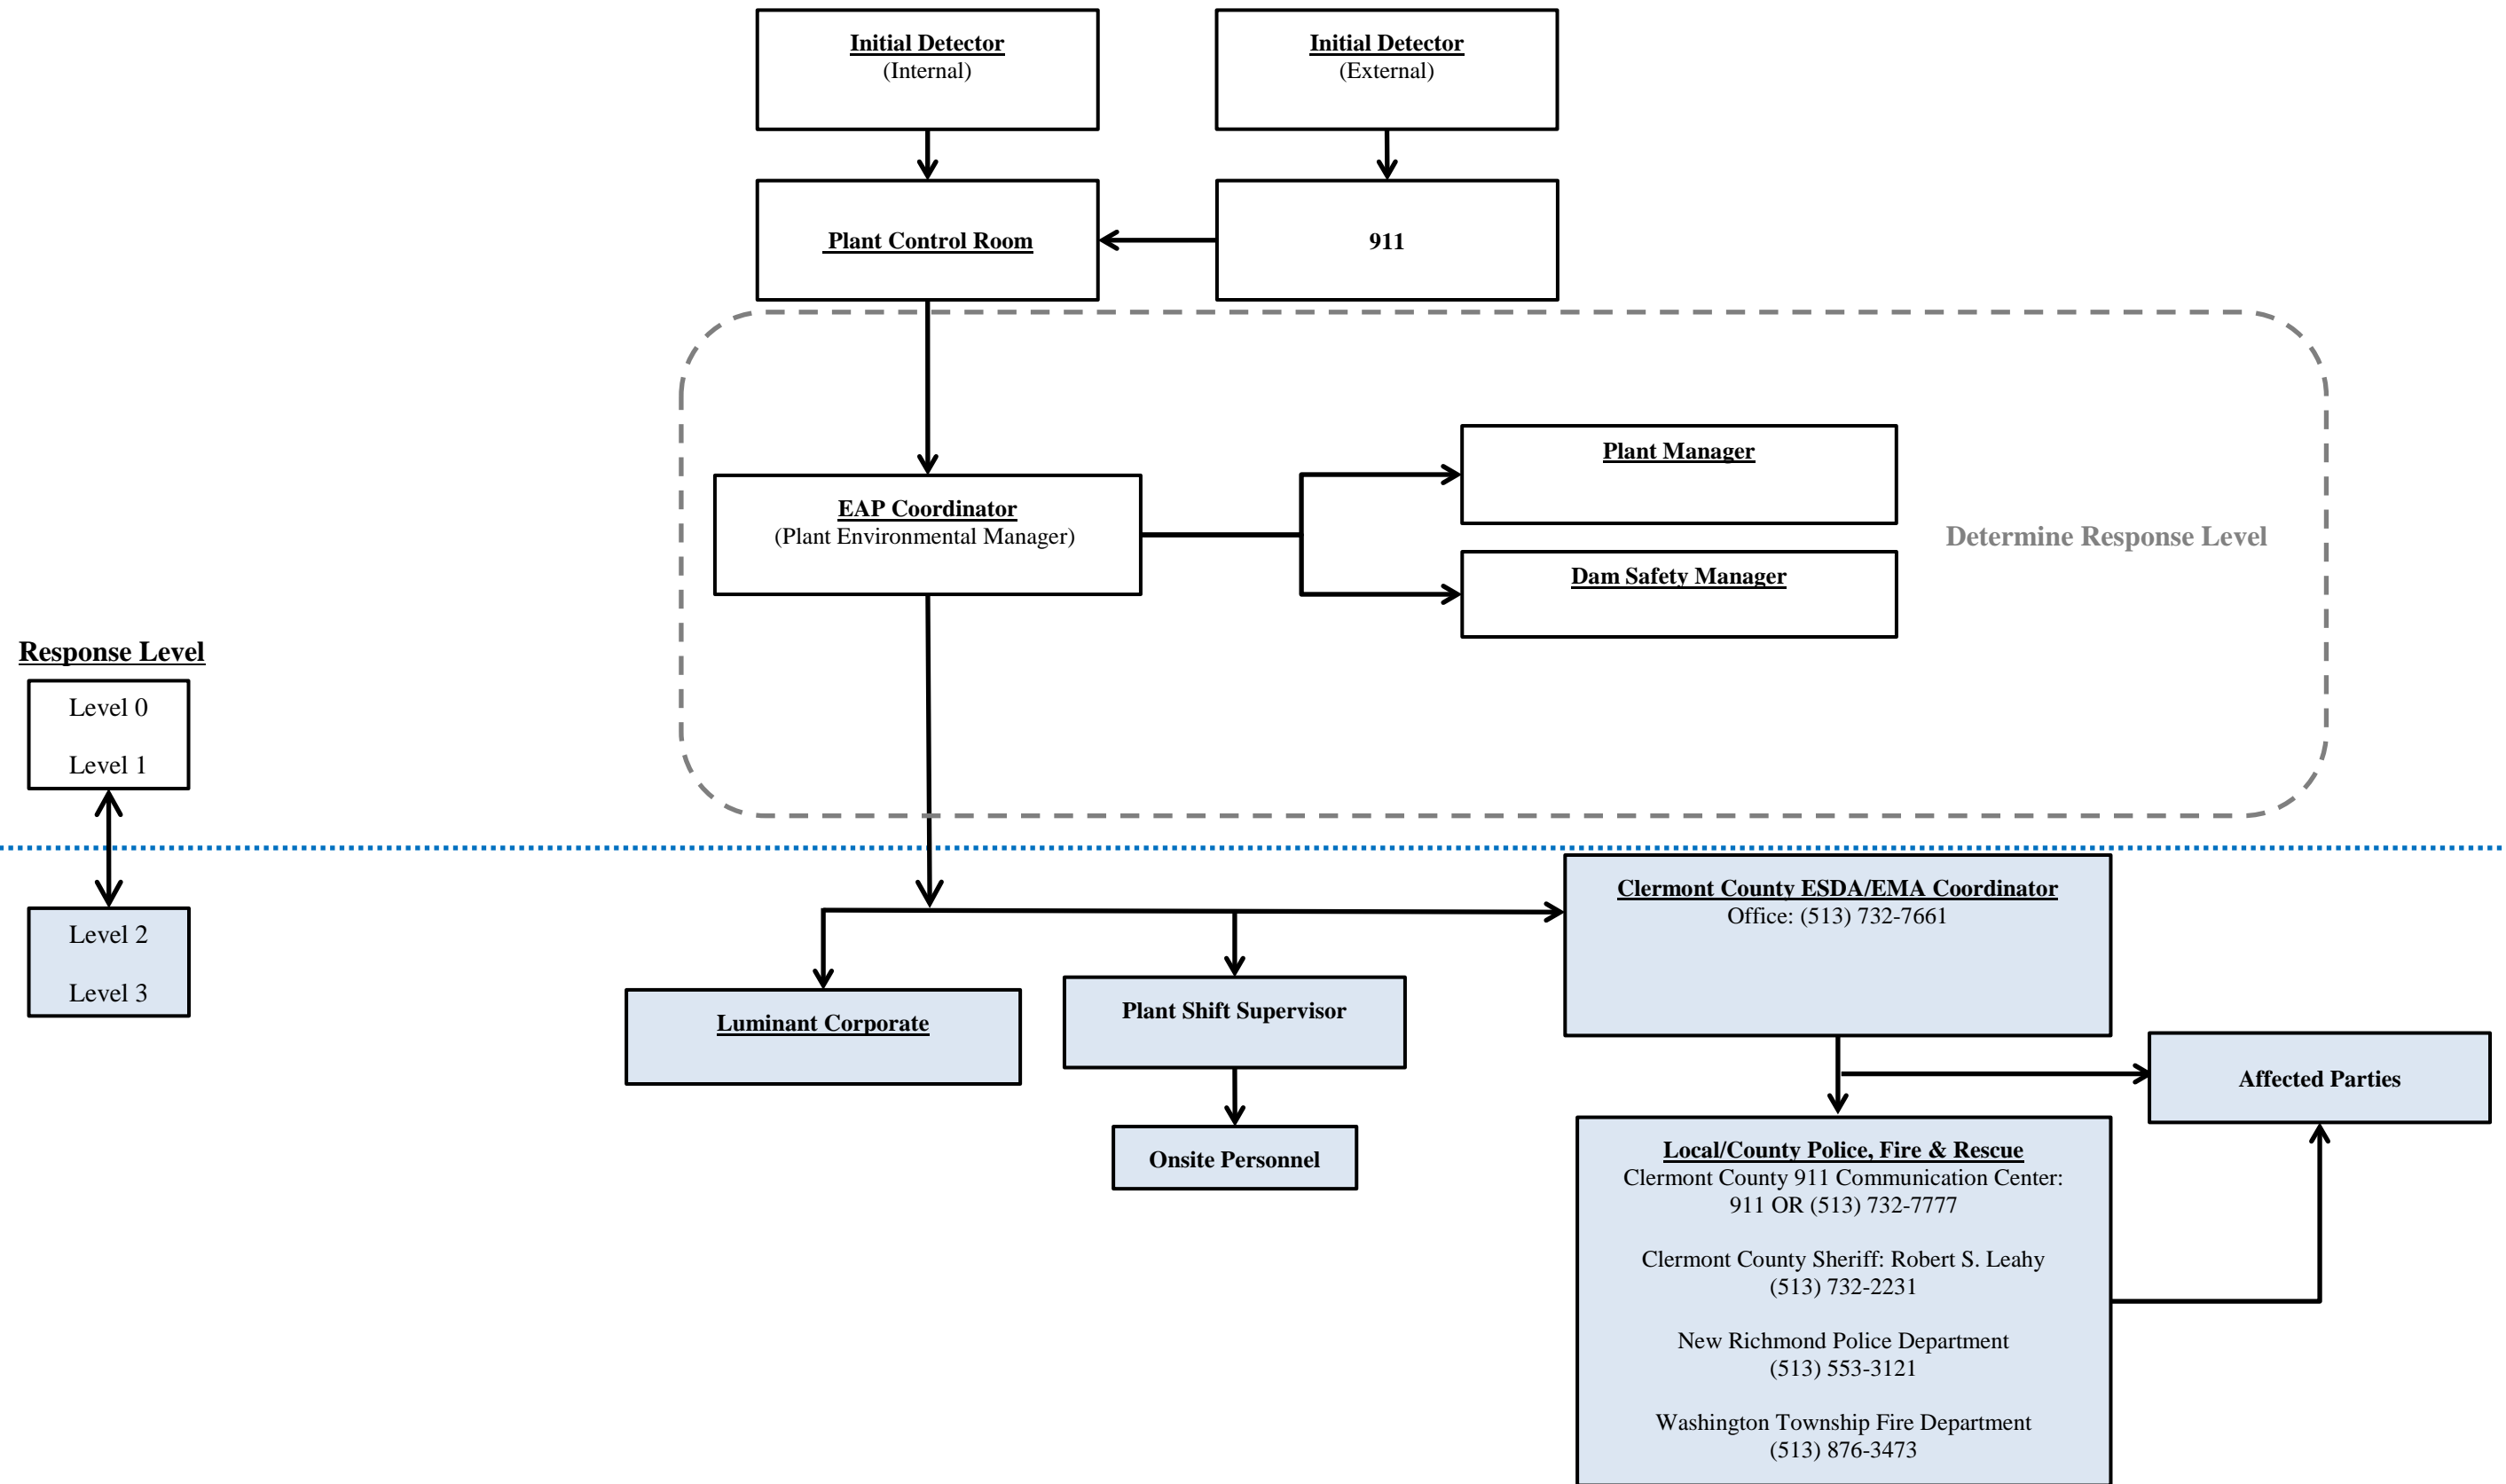 Initial Detector
(Internal)
Initial Detector
(External)
Plant Control Room
911
EAP Coordinator
(Plant Environmental Manager)
Plant Manager
Dam Safety Manager
Determine Response Level
Response Level
Level 0
Level 1
Level 2
Level 3
Luminant Corporate
Plant Shift Supervisor
Onsite Personnel
Clermont County ESDA/EMA Coordinator
Office: (513) 732-7661
Affected Parties
Local/County Police, Fire & Rescue
Clermont County 911 Communication Center:
911 OR (513) 732-7777
Clermont County Sheriff: Robert S. Leahy
(513) 732-2231
New Richmond Police Department
(513) 553-3121
Washington Township Fire Department
(513) 876-3473